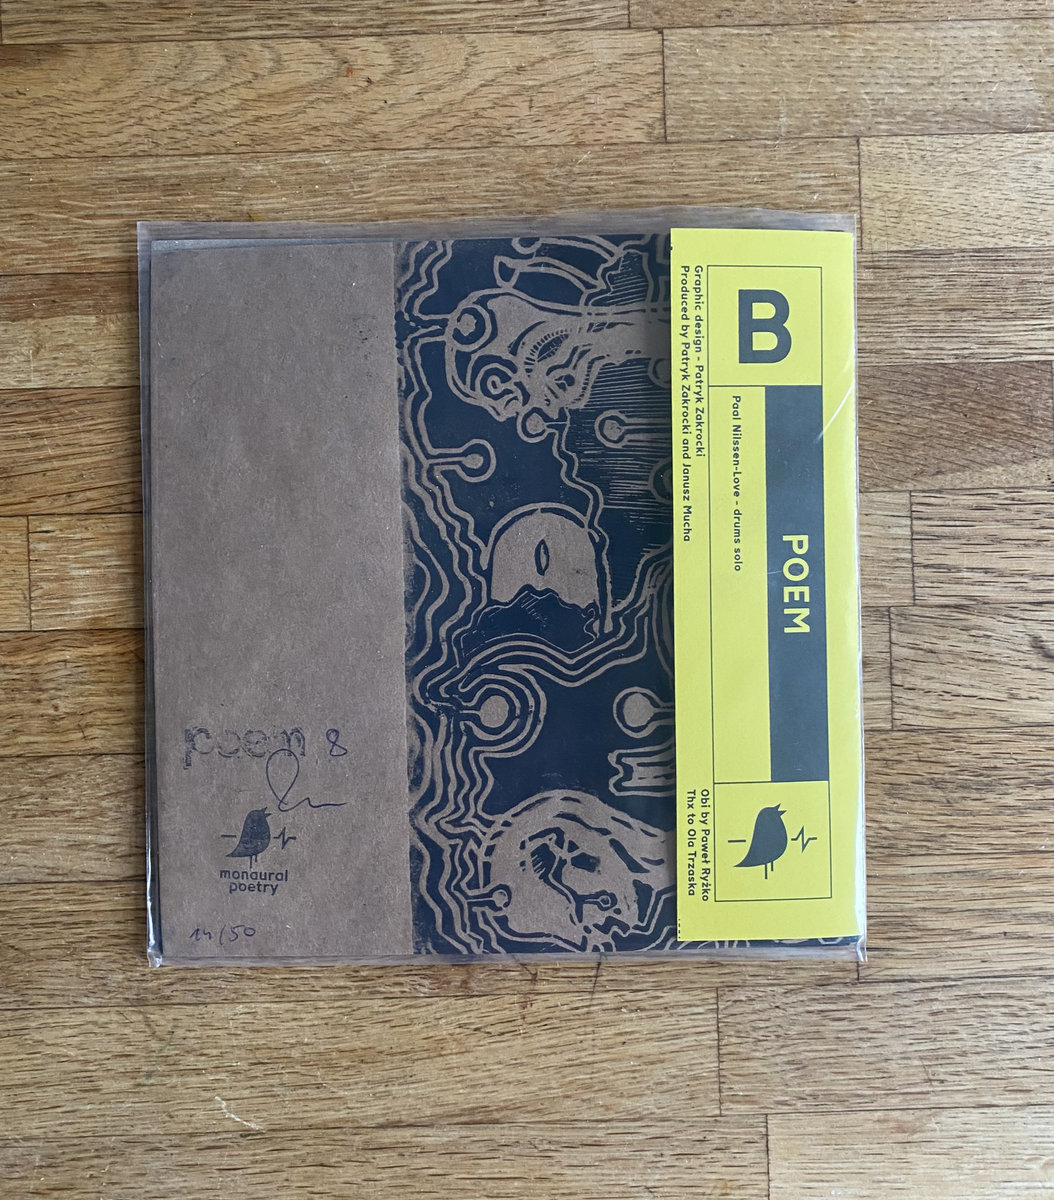 poem 8
monaural
poetry
14/50
B
POEM
Paal Nilssen-Love - drums solo
Graphic design - Patryk Zakrocki
Produced by Patryk Zakrocki and Janusz Mucha
Obi by Paweł Ryżko
Thx to Ola Trzaska